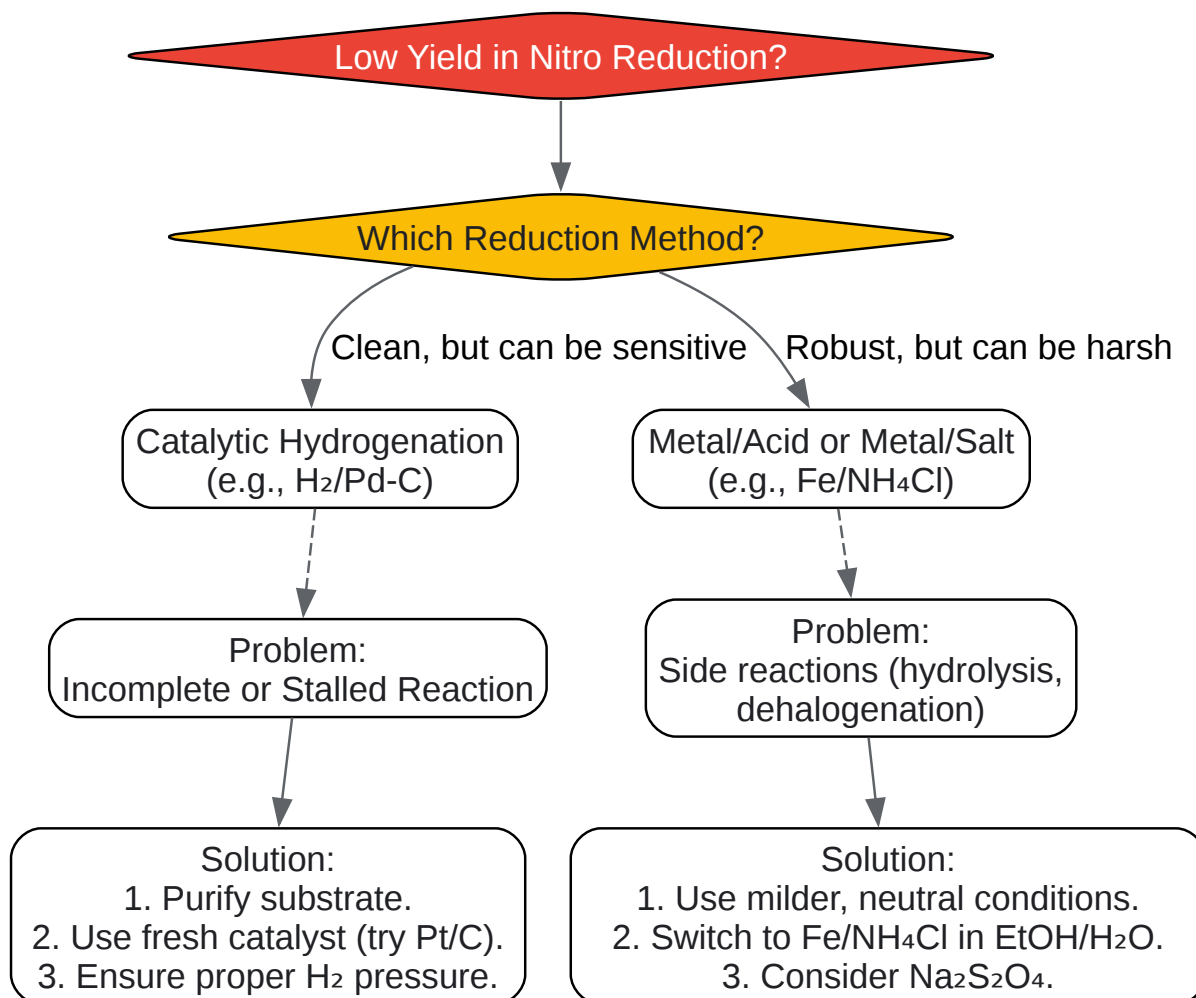 Low Yield in Nitro Reduction?
Which Reduction Method?
Clean, but can be sensitive
Robust, but can be harsh
Catalytic Hydrogenation
(e.g., H₂/Pd-C)
Metal/Acid or Metal/Salt
(e.g., Fe/NH₄Cl)
Problem:
Incomplete or Stalled Reaction
Problem:
Side reactions (hydrolysis,
dehalogenation)
Solution:
1. Purify substrate.
2. Use fresh catalyst (try Pt/C).
3. Ensure proper H₂ pressure.
Solution:
1. Use milder, neutral conditions.
2. Switch to Fe/NH₄Cl in EtOH/H₂O.
3. Consider Na₂S₂O₄.